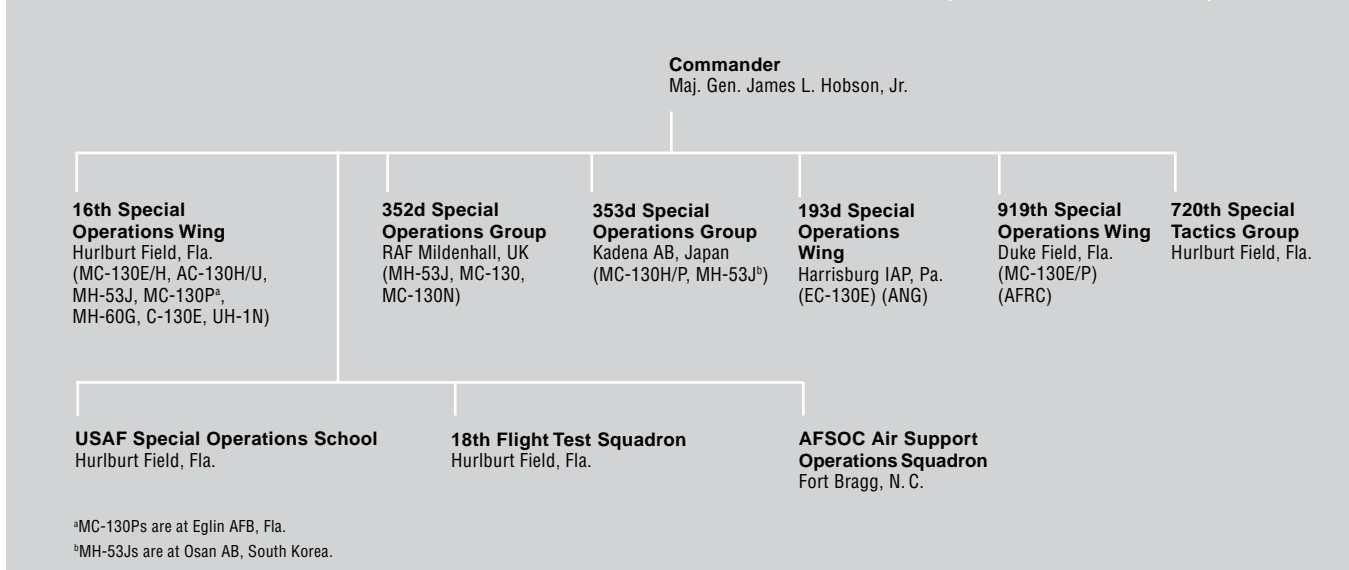 Commander
Maj. Gen. James L. Hobson, Jr.
16th Special
Operations Wing
Hurlburt Field, Fla.
(MC-130E/H, AC-130H/U,
MH-53J, MC-130Pᵃ,
MH-60G, C-130E, UH-1N)
352d Special
Operations Group
RAF Mildenhall, UK
(MH-53J, MC-130,
MC-130N)
353d Special
Operations Group
Kadena AB, Japan
(MC-130H/P, MH-53Jᵇ)
193d Special
Operations
Wing
Harrisburg IAP, Pa.
(EC-130E) (ANG)
919th Special
Operations Wing
Duke Field, Fla.
(MC-130E/P)
(AFRC)
720th Special
Tactics Group
Hurlburt Field, Fla.
USAF Special Operations School
Hurlburt Field, Fla.
18th Flight Test Squadron
Hurlburt Field, Fla.
AFSOC Air Support
Operations Squadron
Fort Bragg, N. C.
ᵃMC-130Ps are at Eglin AFB, Fla.
ᵇMH-53Js are at Osan AB, South Korea.